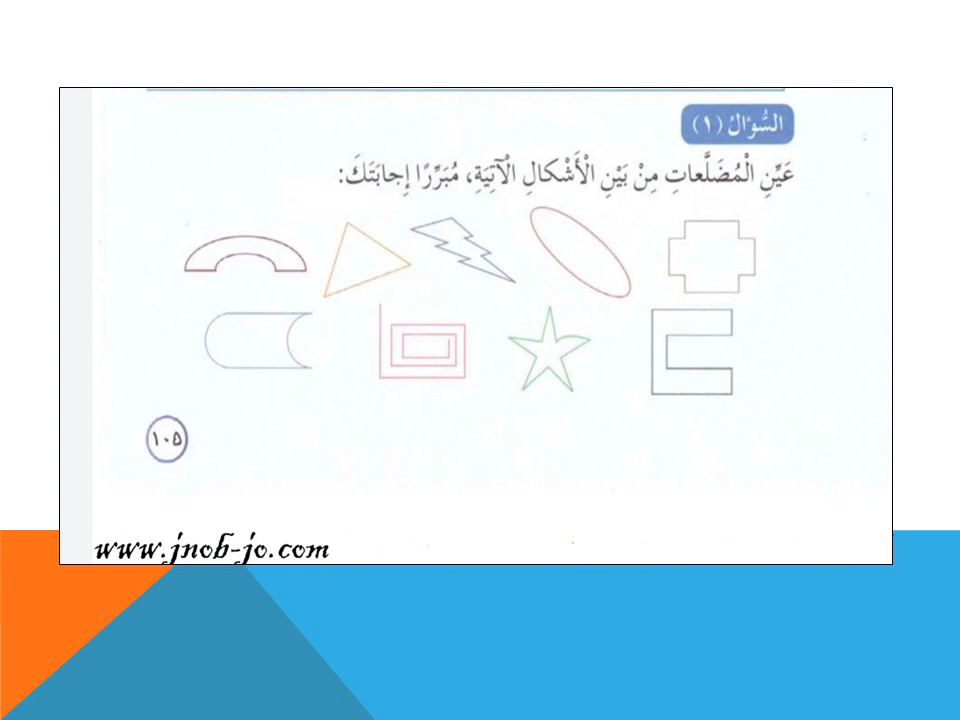 السُّؤالُ (١)
عَيِّنِ الْمُضَلَّعاتِ مِنْ بَيْنِ الْأَشْكالِ الْآتِيَةِ، مُبَرِّرًا إِجابَتَكَ:
١٠٥
www.jnob-jo.com